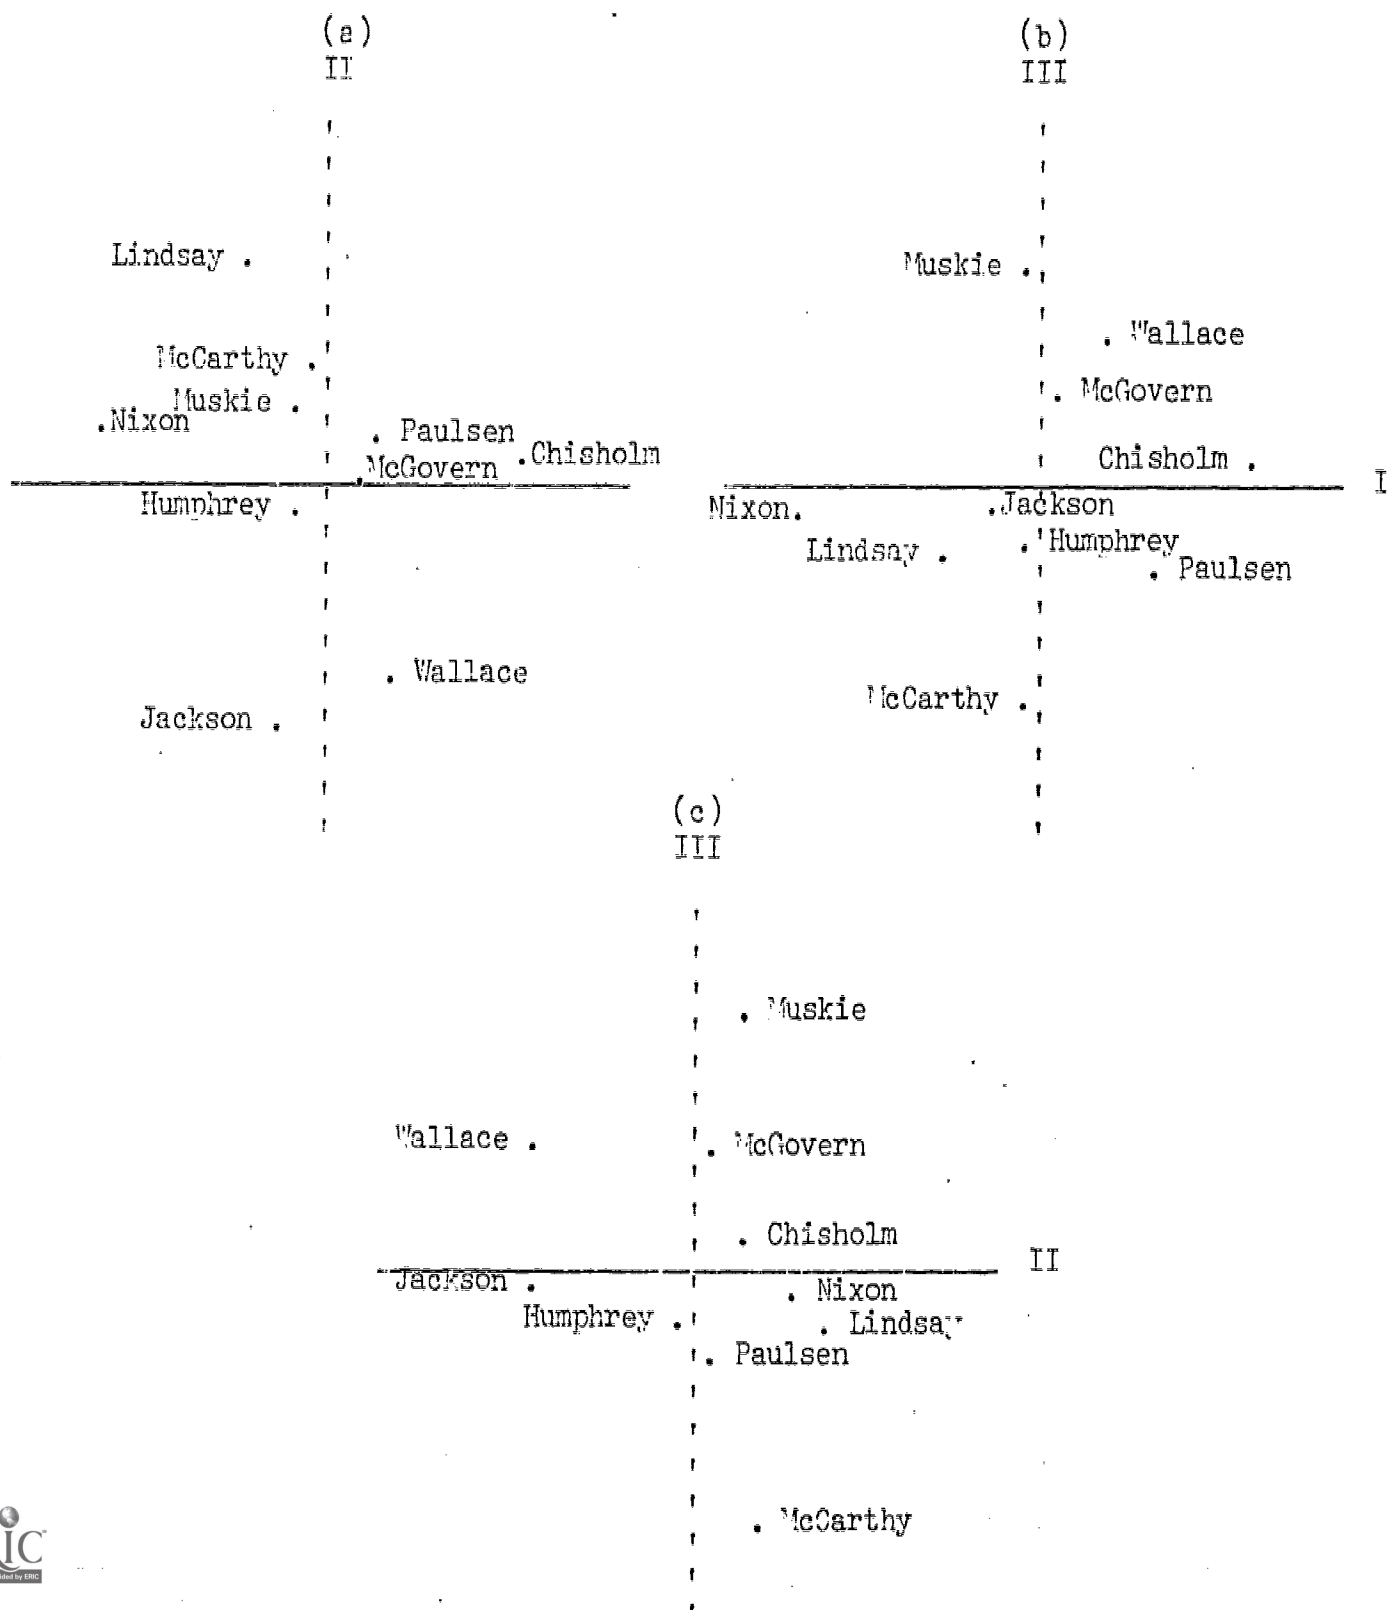 (a)
II
Lindsay .
McCarthy .
Muskie .
.Nixon
. Paulsen
.Chisholm
.McGovern
Humphrey .
. Wallace
Jackson .
(b)
III
Muskie .
. Wallace
. McGovern
Chisholm .
I
Nixon.
.Jackson
Lindsay .
. Humphrey
. Paulsen
McCarthy .
(c)
III
. Muskie
Wallace .
. McGovern
. Chisholm
II
Jackson .
. Nixon
Humphrey .
. Lindsay
. Paulsen
. McCarthy